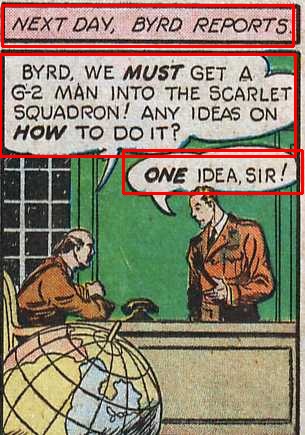 NEXT DAY, BYRD REPORTS.
BYRD, WE MUST GET A
G-2 MAN INTO THE SCARLET
SQUADRON! ANY IDEAS ON
HOW TO DO IT?
ONE IDEA, SIR!